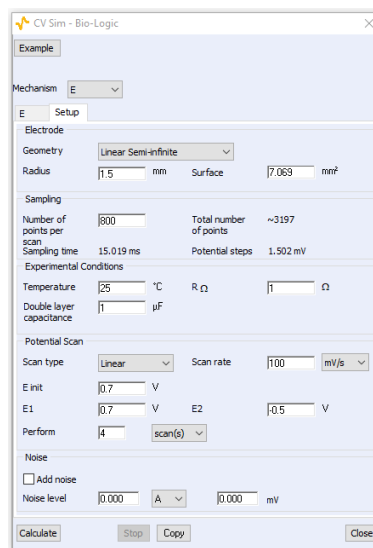 CV Sim - Bio-Logic
Example
Mechanism E
E Setup
Electrode
Geometry Linear Semi-infinite
Radius 1.5 mm Surface 7.069 mm²
Sampling
Number of points per scan 800 Total number of points ~3197
Sampling time 15.019 ms Potential steps 1.502 mV
Experimental Conditions
Temperature 25 °C R Ω 1 Ω
Double layer capacitance 1 µF
Potential Scan
Scan type Linear Scan rate 100 mV/s
E init 0.7 V
E1 0.7 V E2 -0.5 V
Perform 4 scan(s)
Noise
Add noise
Noise level 0.000 A 0.000 mV
Calculate Stop Copy Close